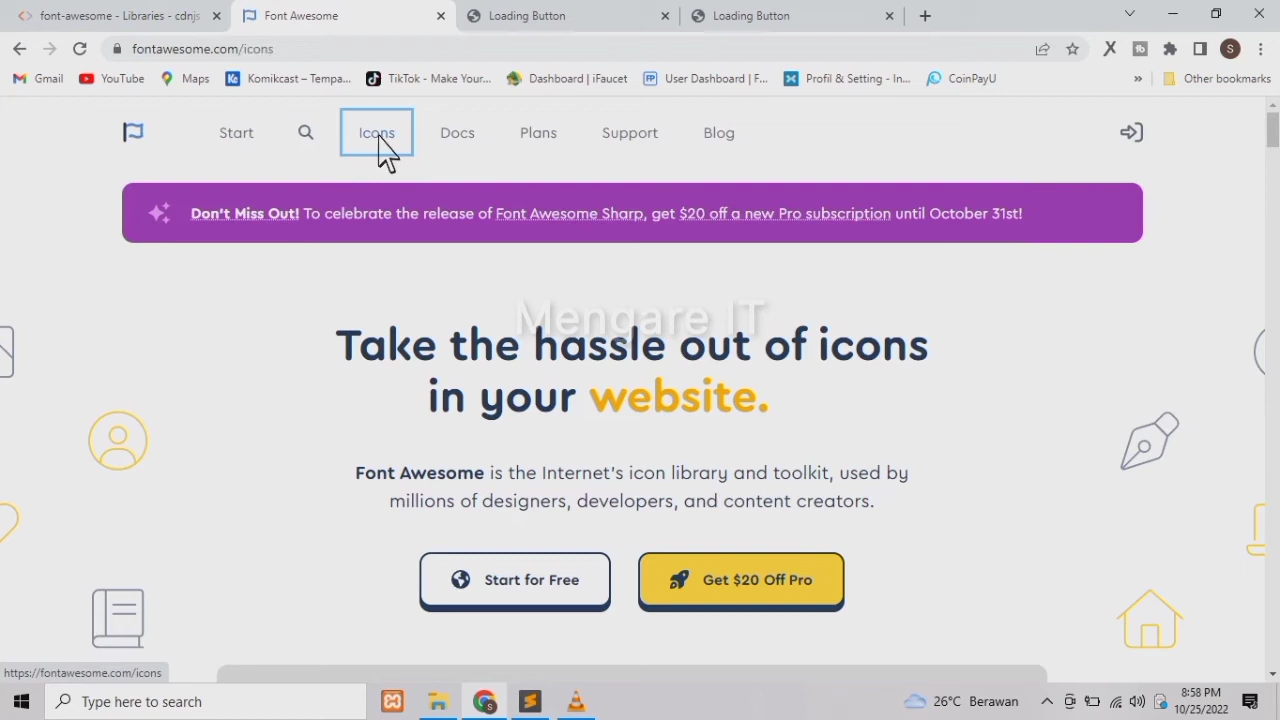 font-awesome - Libraries - cdnjs
Font Awesome
Loading Button
Loading Button
fontawesome.com/icons
S
Gmail
YouTube
Maps
Komikcast – Tempa...
TikTok - Make Your...
Dashboard | iFaucet
User Dashboard | F...
Profil & Setting - In...
CoinPayU
»
Other bookmarks
Start
Icons
Docs
Plans
Support
Blog
Don't Miss Out! To celebrate the release of Font Awesome Sharp, get $20 off a new Pro subscription until October 31st!
Mengare IT
Take the hassle out of icons
in your website.
Font Awesome is the Internet's icon library and toolkit, used by
millions of designers, developers, and content creators.
Start for Free
Get $20 Off Pro
https://fontawesome.com/icons
Type here to search
26°C Berawan
8:58 PM
10/25/2022